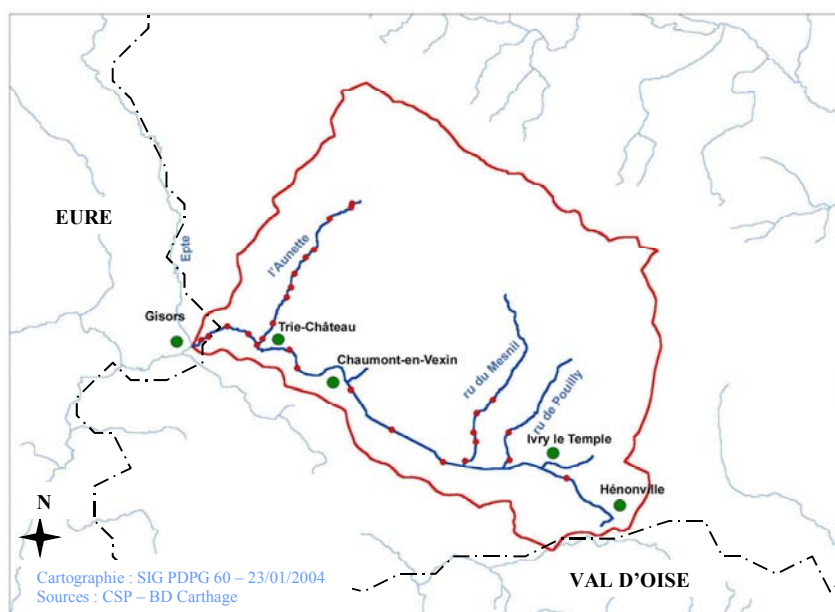 EURE
Epte
l'Aunette
Gisors
Trie-Château
Chaumont-en-Vexin
ru du Mesnil
ru de Pouilly
Ivry le Temple
Hénonville
N
Cartographie : SIG PDPG 60 – 23/01/2004
Sources : CSP – BD Carthage
VAL D'OISE